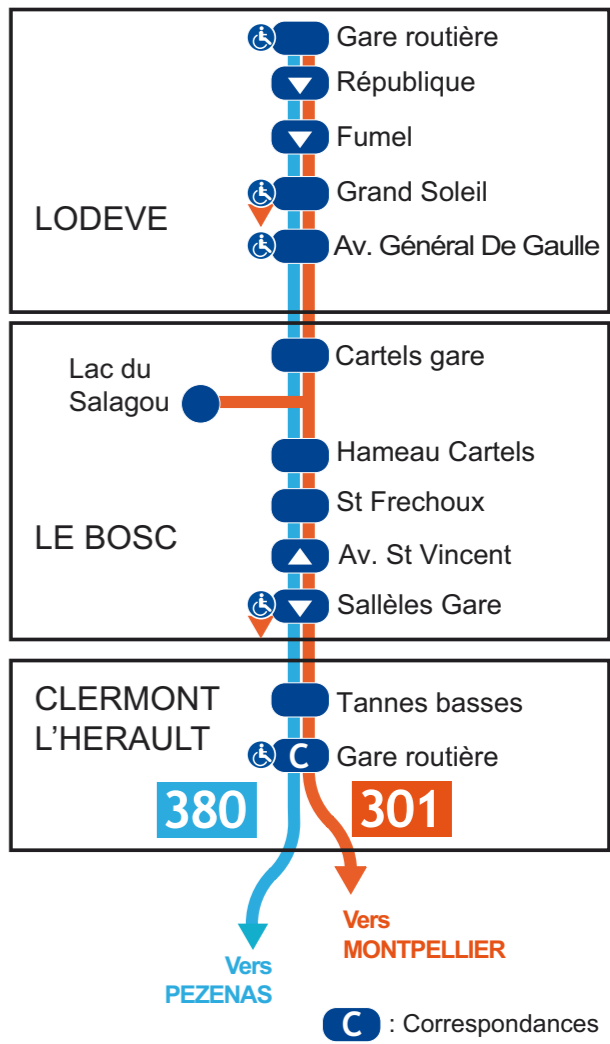 Gare routière
République
Fumel
Grand Soleil
LODEVE
Av. Général De Gaulle
Cartels gare
Lac du
Salagou
Hameau Cartels
St Frechoux
LE BOSC
Av. St Vincent
Sallèles Gare
CLERMONT
L'HERAULT
Tannes basses
C
Gare routière
380
301
Vers
MONTPELLIER
Vers
PEZENAS
C : Correspondances